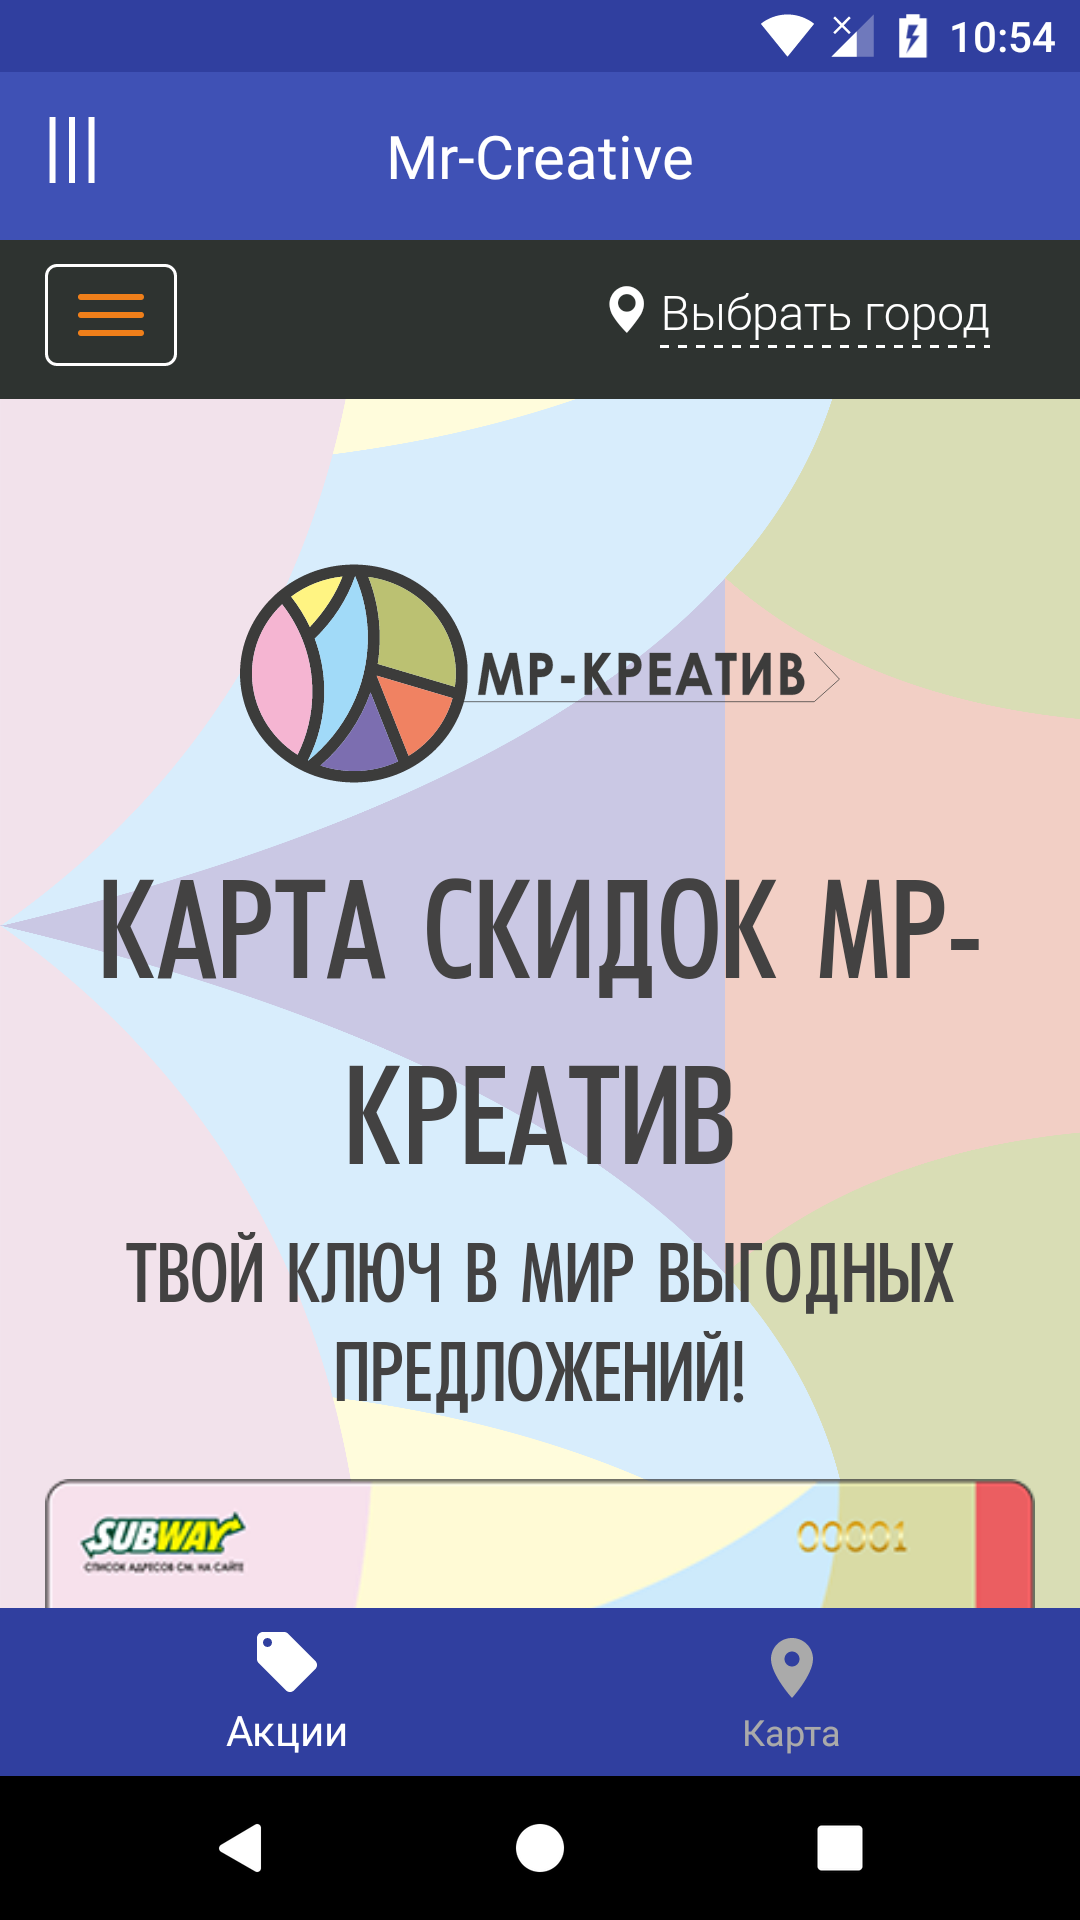 10:54
Mr-Creative
Выбрать город
МР-КРЕАТИВ
КАРТА СКИДОК МР-
КРЕАТИВ
ТВОЙ КЛЮЧ В МИР ВЫГОДНЫХ
ПРЕДЛОЖЕНИЙ!
SUBWAY
СПИСОК АДРЕСОВ СМ. НА САЙТЕ
00001
Акции
Карта